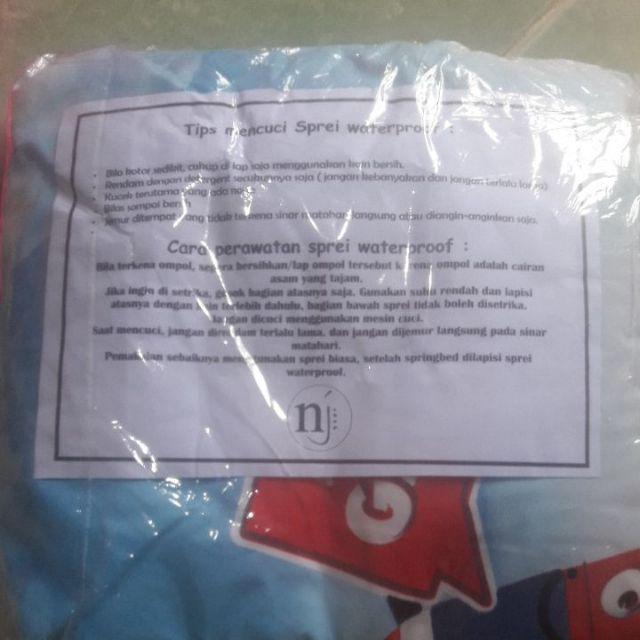 Tips mencuci Sprei waterproof :
Bila kotor sedikit, cukup di lap saja menggunakan kain bersih.
Rendam dengan detergent secukupnya saja ( jangan kebanyakan dan jangan terlalu lama)
Kucek terutama yang ada noda
Bilas sampai bersih
Jemur ditempat yang tidak terkena sinar matahari langsung atau diangin-anginkan saja.
Cara perawatan sprei waterproof :
Bila terkena ompol, segera bersihkan/lap ompol tersebut karena ompol adalah cairan
asam yang tajam.
Jika ingin di setrika, gosok bagian atasnya saja. Gunakan suhu rendah dan lapisi
atasnya dengan kain terlebih dahulu, bagian bawah sprei tidak boleh disetrika.
Jangan dicuci menggunakan mesin cuci.
Saat mencuci, jangan direndam terlalu lama, dan jangan dijemur langsung pada sinar
matahari.
Pemakaian sebaiknya menggunakan sprei biasa, setelah springbed dilapisi sprei
waterproof.
nj
G